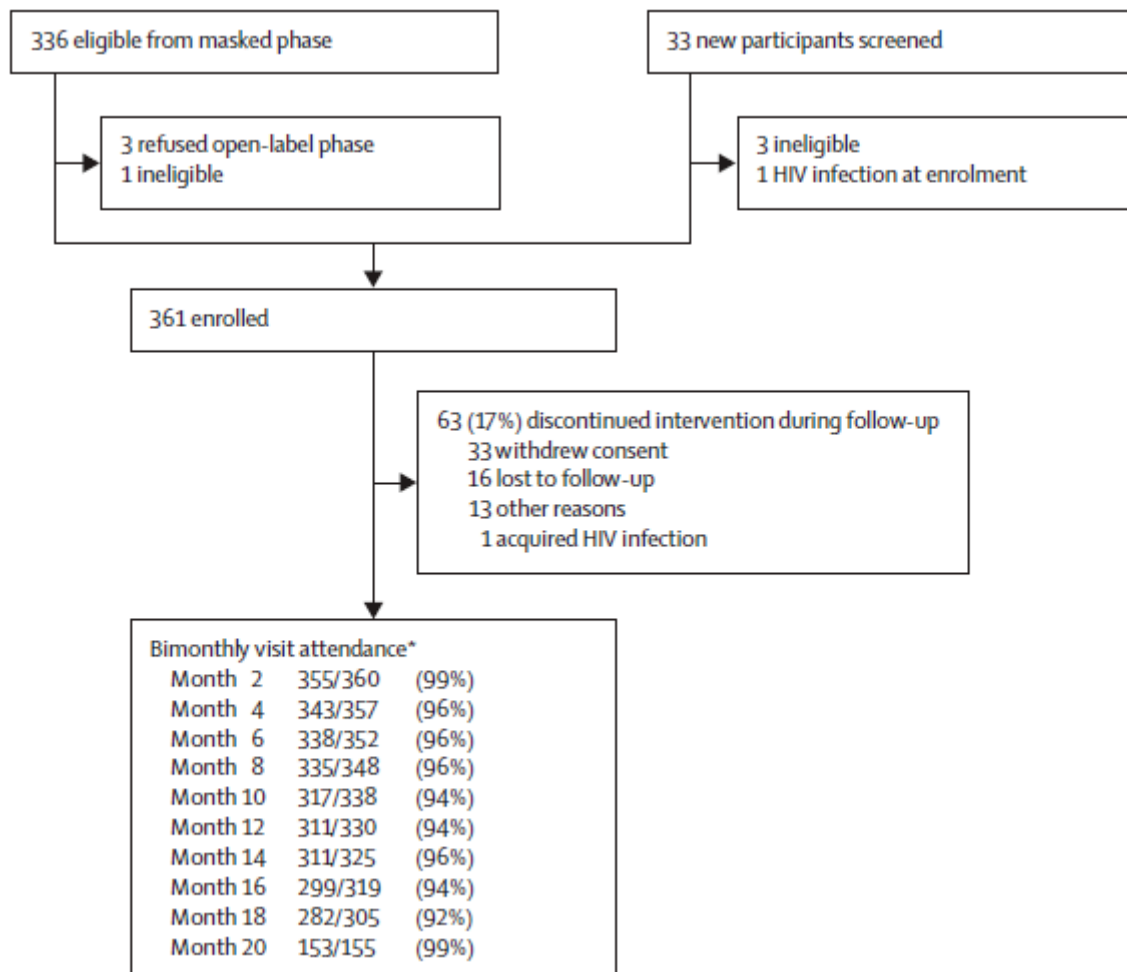 336 eligible from masked phase
33 new participants screened
3 refused open-label phase
1 ineligible
3 ineligible
1 HIV infection at enrolment
361 enrolled
63 (17%) discontinued intervention during follow-up
33 withdrew consent
16 lost to follow-up
13 other reasons
1 acquired HIV infection
Bimonthly visit attendance*
Month 2 355/360 (99%)
Month 4 343/357 (96%)
Month 6 338/352 (96%)
Month 8 335/348 (96%)
Month 10 317/338 (94%)
Month 12 311/330 (94%)
Month 14 311/325 (96%)
Month 16 299/319 (94%)
Month 18 282/305 (92%)
Month 20 153/155 (99%)